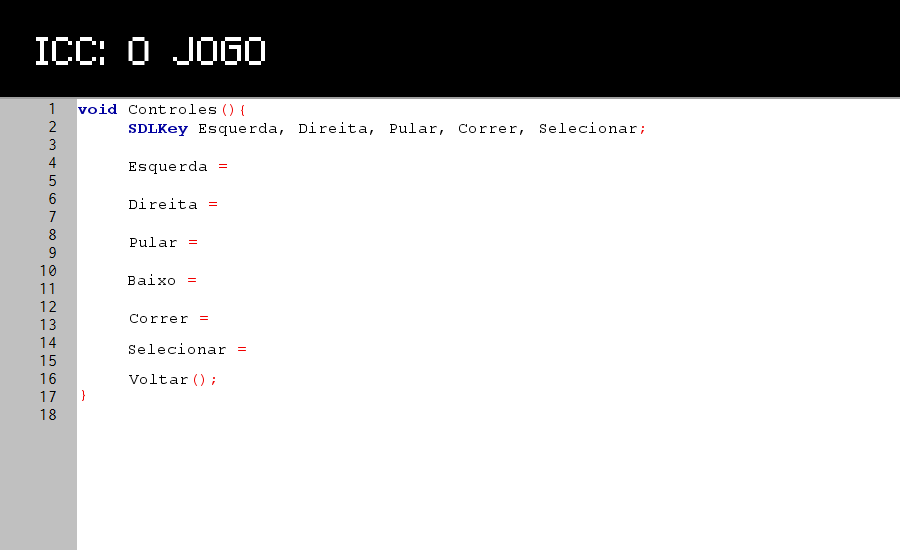 ICC: O JOGO
1 void Controles(){
2 SDLKey Esquerda, Direita, Pular, Correr, Selecionar;
3
4 Esquerda =
5
6 Direita =
7
8 Pular =
9
10 Baixo =
11
12 Correr =
13
14 Selecionar =
15
16 Voltar();
17 }
18